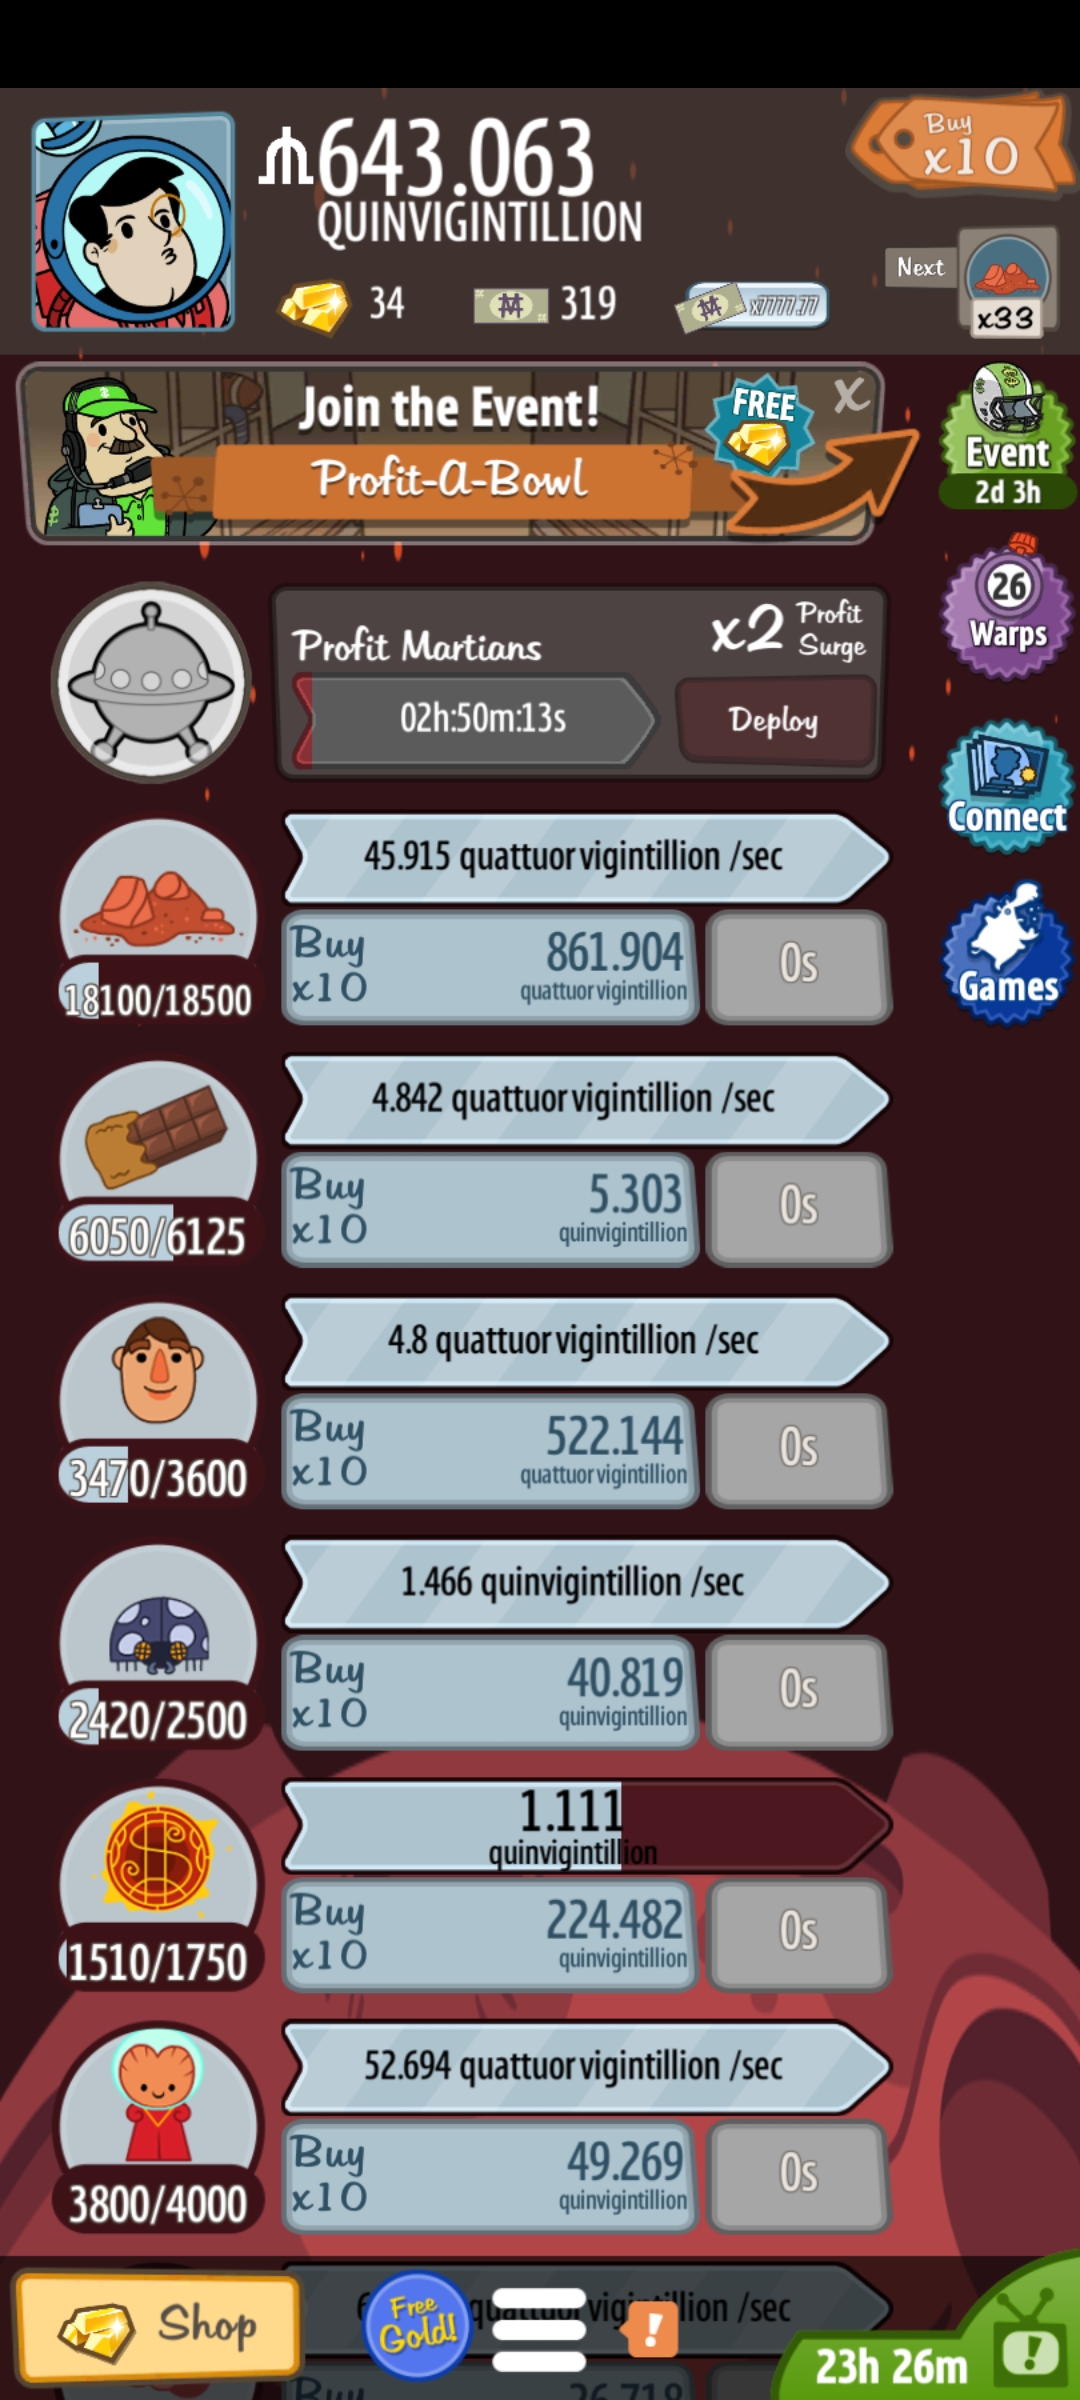 643.063
QUINVIGINTILLION
Buy
x10
34
319
x7777.77
Next
x33
Join the Event!
Profit-A-Bowl
FREE
X
Event
2d 3h
26
Warps
Connect
Games
Profit Martians
x2 Profit Surge
02h:50m:13s
Deploy
45.915 quattuorvigintillion /sec
Buy
x10
861.904
quattuorvigintillion
0s
18100/18500
4.842 quattuorvigintillion /sec
Buy
x10
5.303
quinvigintillion
0s
6050/6125
4.8 quattuorvigintillion /sec
Buy
x10
522.144
quattuorvigintillion
0s
3470/3600
1.466 quinvigintillion /sec
Buy
x10
40.819
quinvigintillion
0s
2420/2500
1.111
quinvigintillion
Buy
x10
224.482
quinvigintillion
0s
1510/1750
52.694 quattuorvigintillion /sec
Buy
x10
49.269
quinvigintillion
0s
3800/4000
Shop
Free
Gold!
!
/sec
Buy
26.718
23h 26m
!